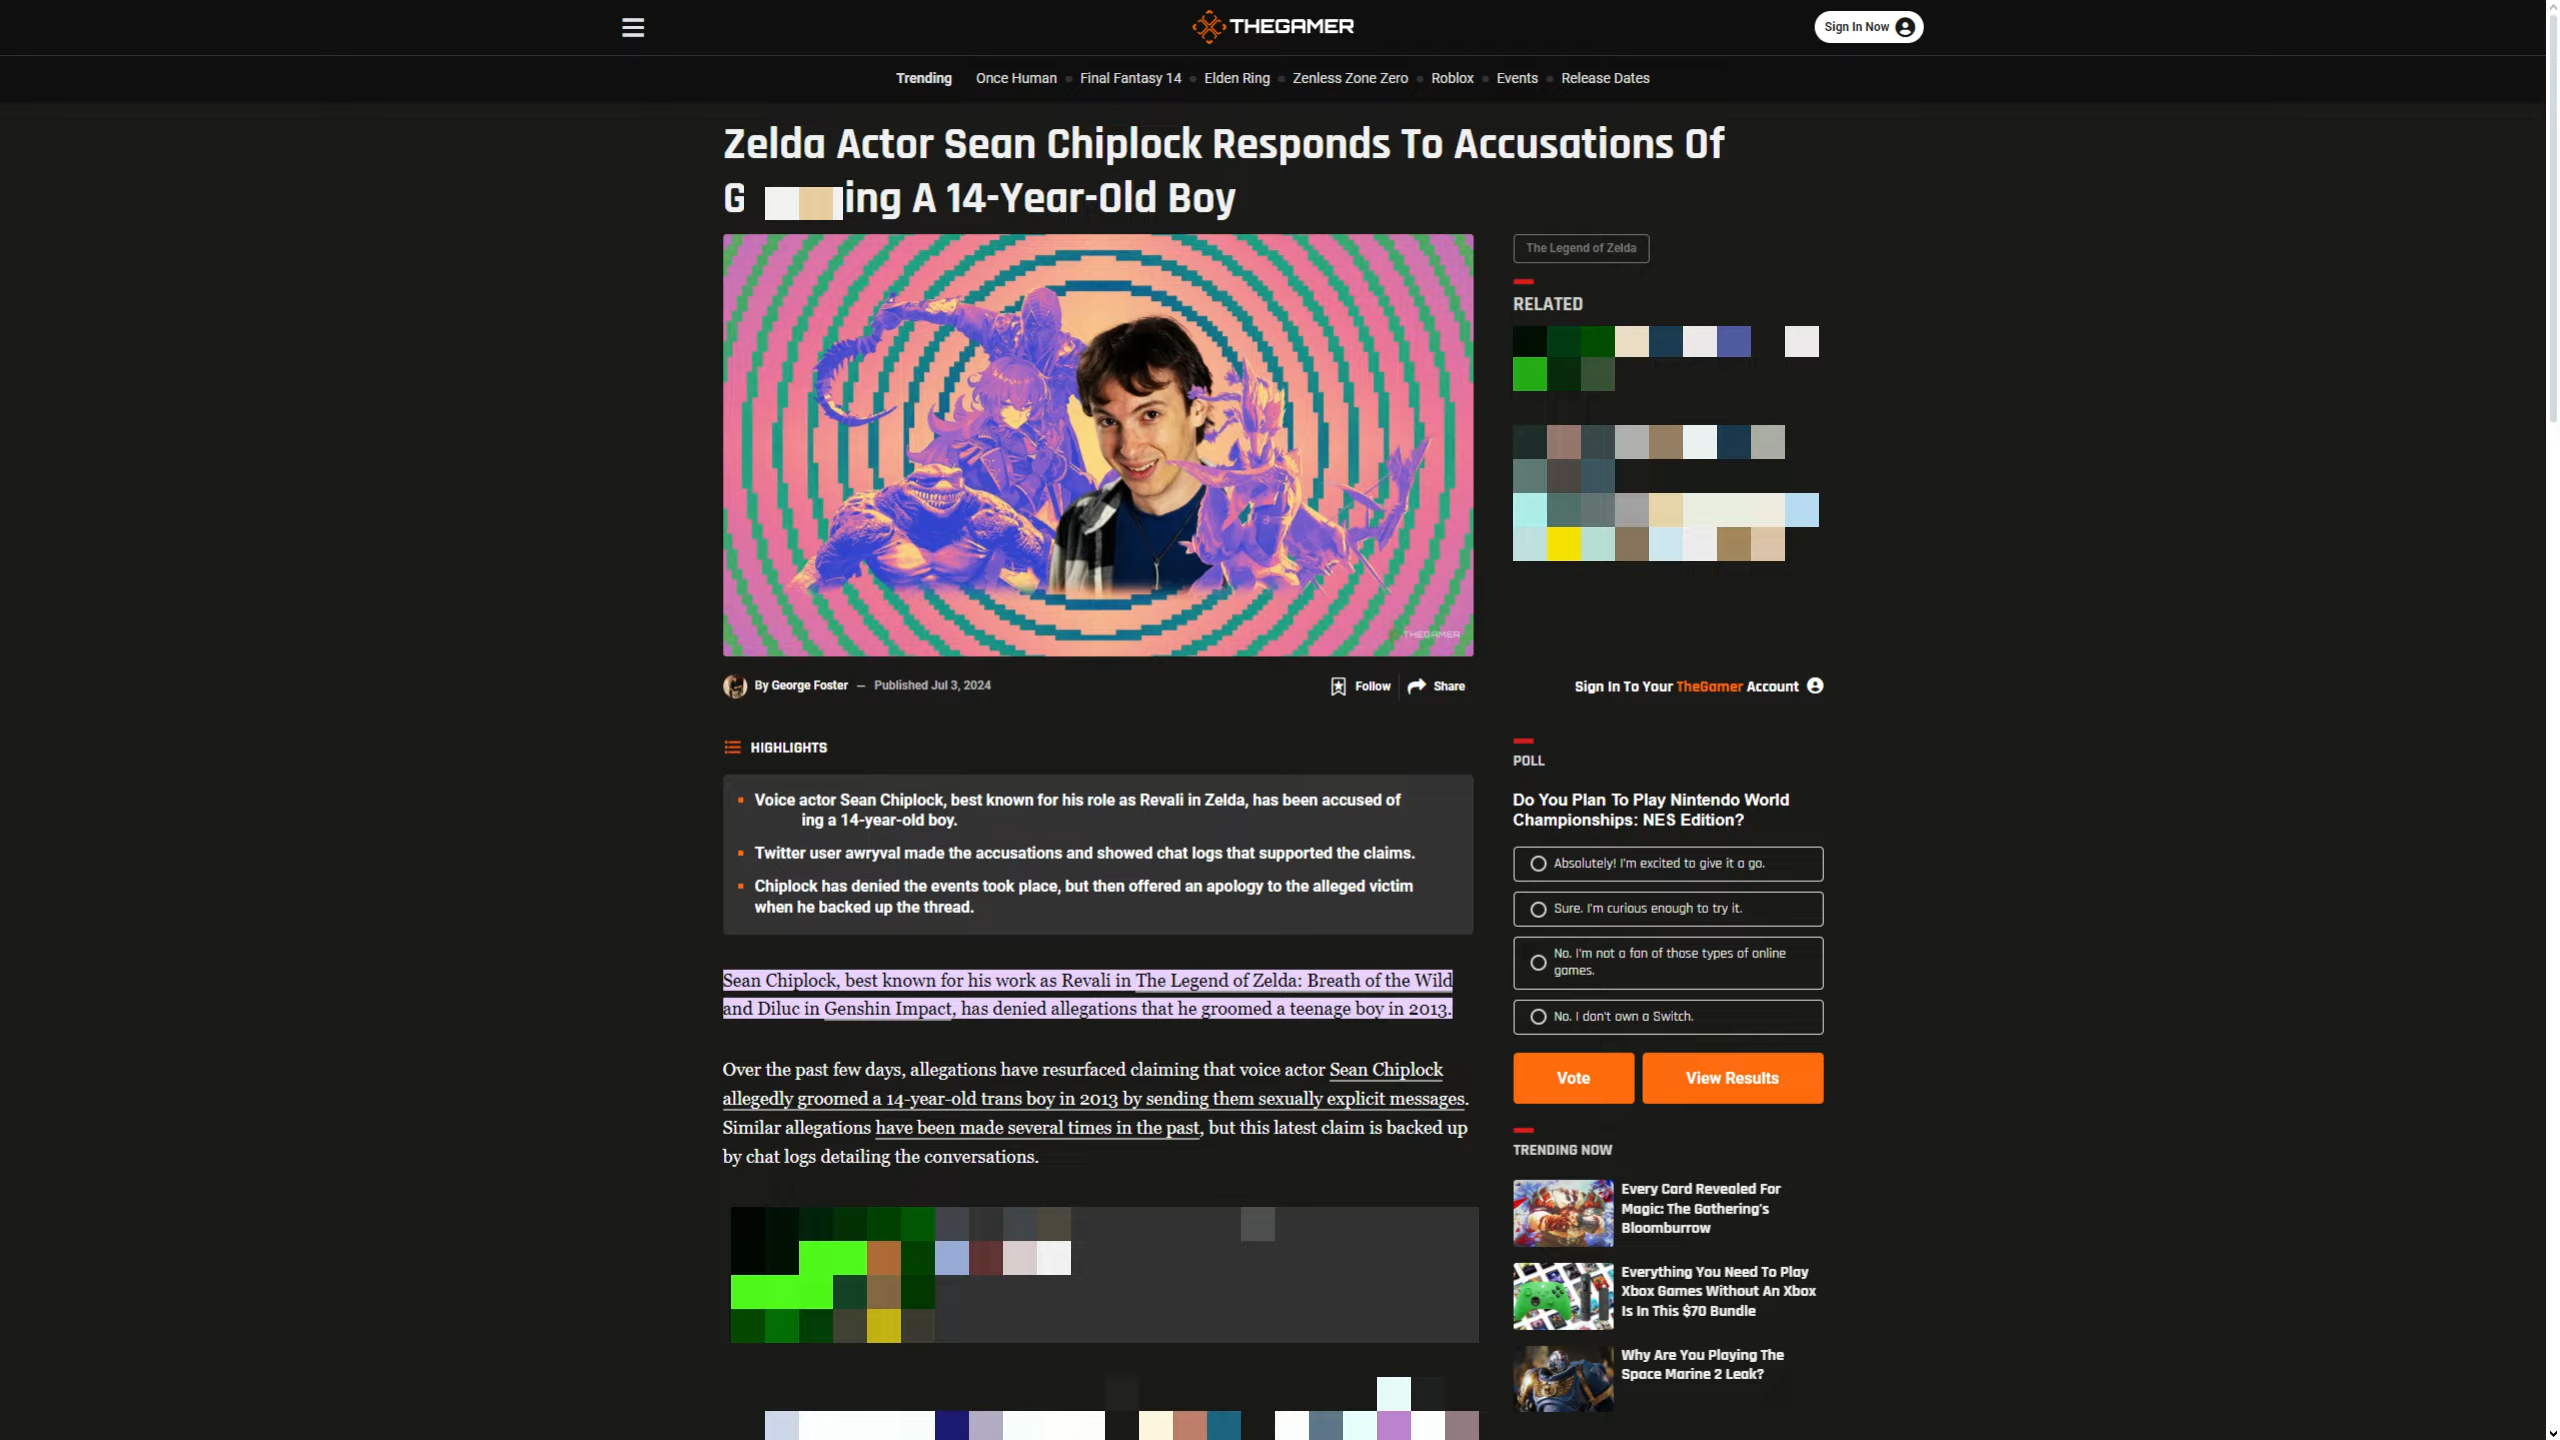 THEGAMER
Sign In Now
Trending Once Human Final Fantasy 14 Elden Ring Zenless Zone Zero Roblox Events Release Dates
Zelda Actor Sean Chiplock Responds To Accusations Of
G ing A 14-Year-Old Boy
THEGAMER
By George Foster — Published Jul 3, 2024
Follow Share
HIGHLIGHTS
Voice actor Sean Chiplock, best known for his role as Revali in Zelda, has been accused of
ing a 14-year-old boy.
Twitter user awryval made the accusations and showed chat logs that supported the claims.
Chiplock has denied the events took place, but then offered an apology to the alleged victim
when he backed up the thread.
Sean Chiplock, best known for his work as Revali in The Legend of Zelda: Breath of the Wild
and Diluc in Genshin Impact, has denied allegations that he groomed a teenage boy in 2013.
Over the past few days, allegations have resurfaced claiming that voice actor Sean Chiplock
allegedly groomed a 14-year-old trans boy in 2013 by sending them sexually explicit messages.
Similar allegations have been made several times in the past, but this latest claim is backed up
by chat logs detailing the conversations.
The Legend of Zelda
RELATED
Sign In To Your TheGamer Account
POLL
Do You Plan To Play Nintendo World
Championships: NES Edition?
Absolutely! I'm excited to give it a go.
Sure. I'm curious enough to try it.
No. I'm not a fan of those types of online
games.
No. I don't own a Switch.
Vote
View Results
TRENDING NOW
Every Card Revealed For
Magic: The Gathering's
Bloomburrow
Everything You Need To Play
Xbox Games Without An Xbox
Is In This $70 Bundle
Why Are You Playing The
Space Marine 2 Leak?